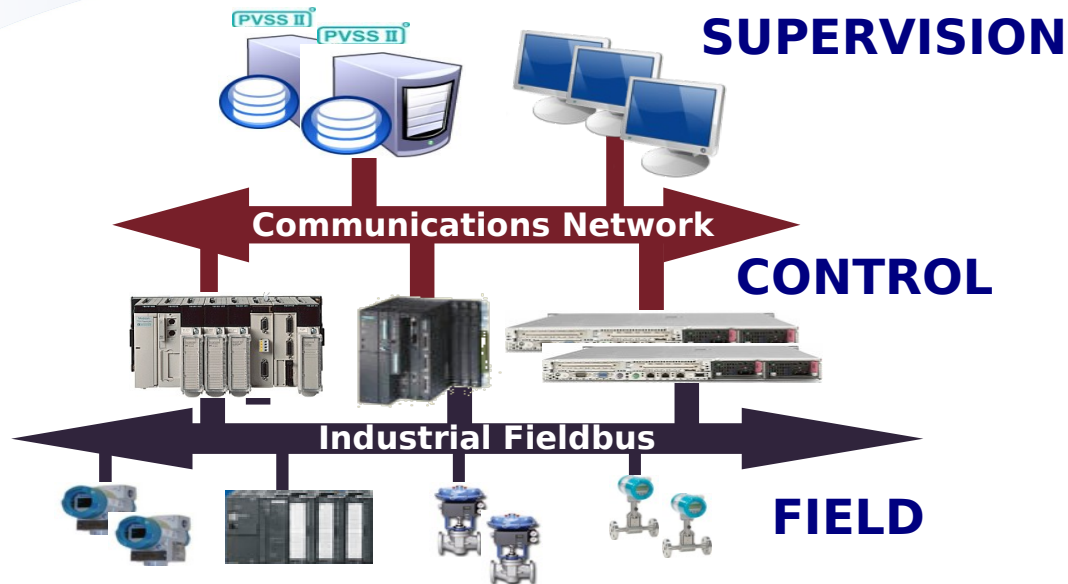 PVSS II
PVSS II
SUPERVISION
Communications Network
CONTROL
Industrial Fieldbus
FIELD